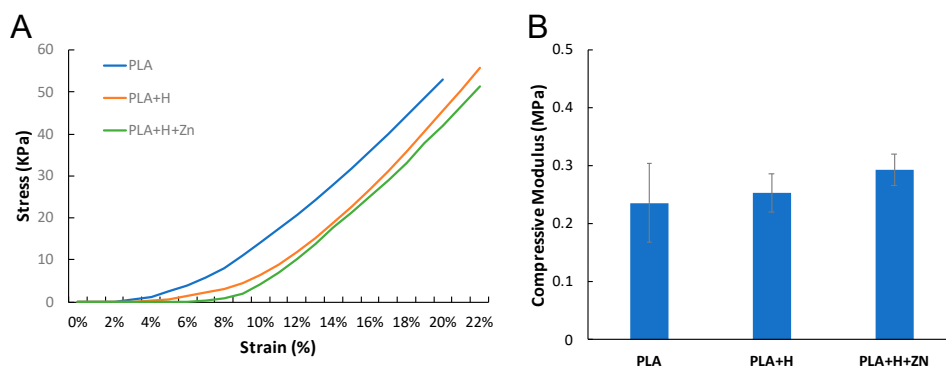 A
60
50
40
30
20
10
0
Stress (KPa)
PLA
PLA+H
PLA+H+Zn
0% 2% 4% 6% 8% 10% 12% 14% 16% 18% 20% 22%
Strain (%)
B
0.5
0.4
0.3
0.2
0.1
0
Compressive Modulus (MPa)
PLA PLA+H PLA+H+ZN